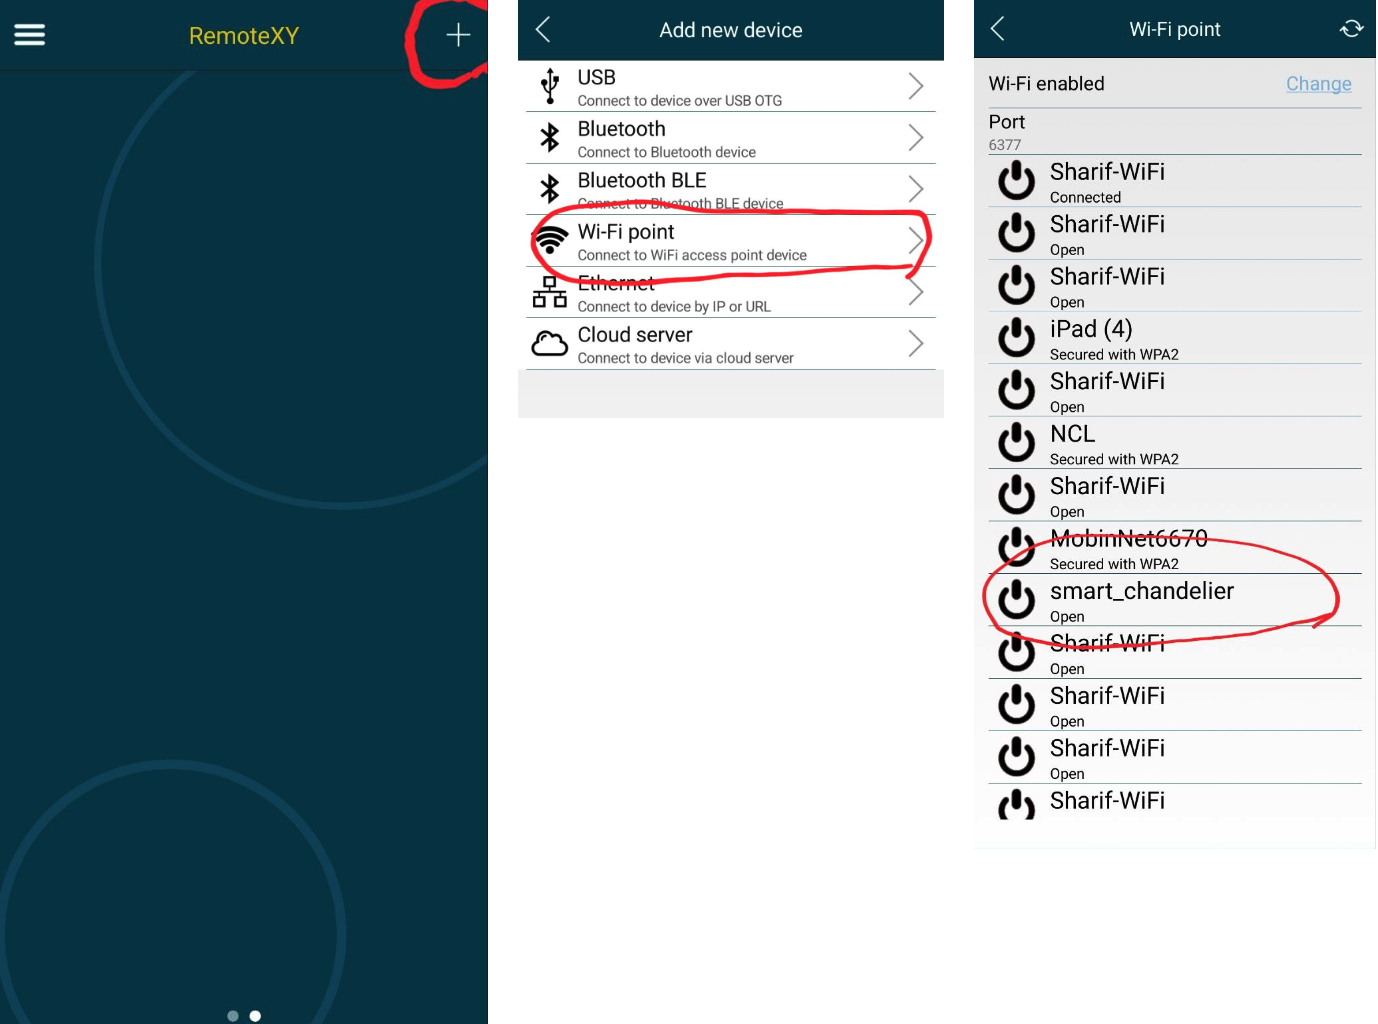 RemoteXY
Add new device
USB
Connect to device over USB OTG
Bluetooth
Connect to Bluetooth device
Bluetooth BLE
Connect to Bluetooth BLE device
Wi-Fi point
Connect to WiFi access point device
Ethernet
Connect to device by IP or URL
Cloud server
Connect to device via cloud server
Wi-Fi point
Wi-Fi enabled Change
Port
6377
Sharif-WiFi
Connected
Sharif-WiFi
Open
Sharif-WiFi
Open
iPad (4)
Secured with WPA2
Sharif-WiFi
Open
NCL
Secured with WPA2
Sharif-WiFi
Open
MobinNet6670
Secured with WPA2
smart_chandelier
Open
Sharif-WiFi
Open
Sharif-WiFi
Open
Sharif-WiFi
Open
Sharif-WiFi